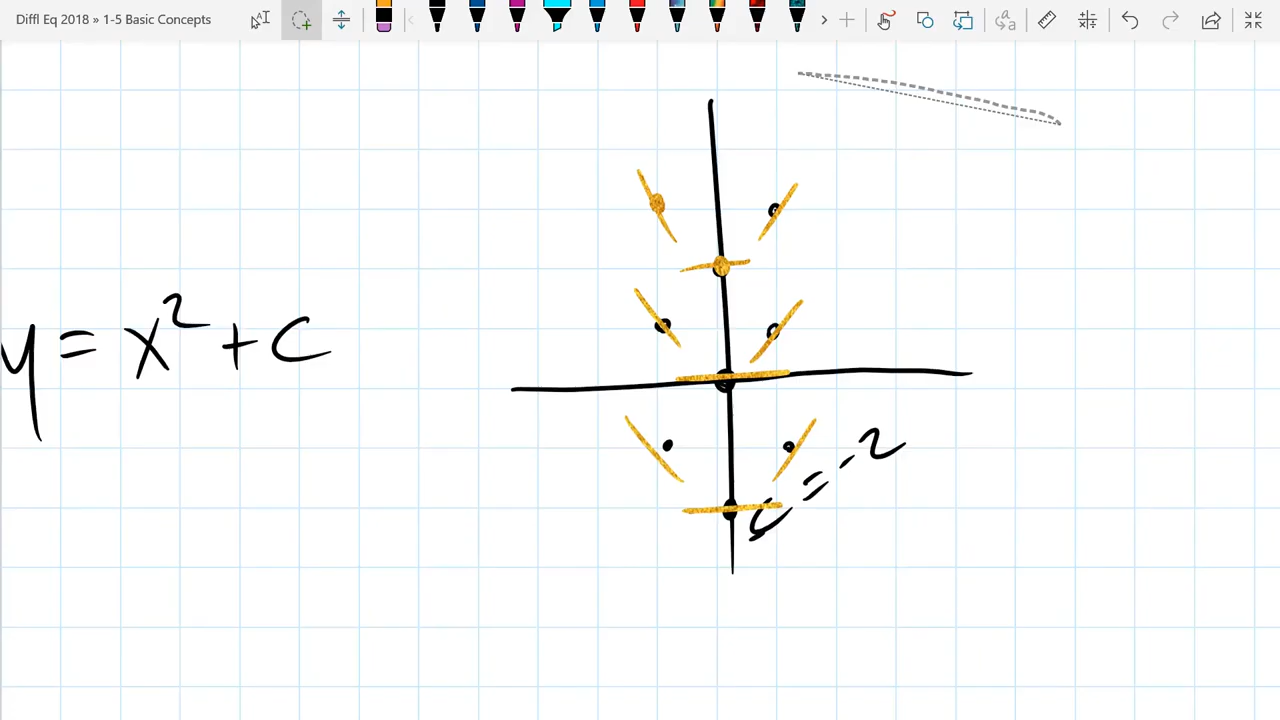 Diffl Eq 2018 » 1-5 Basic Concepts
y = x² + c
c = -2